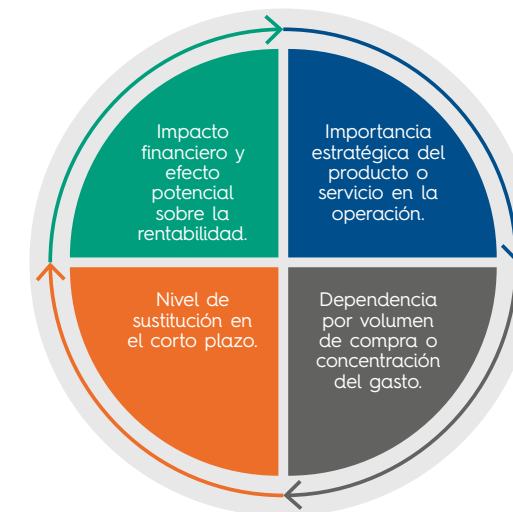 Impacto
financiero y
efecto
potencial
sobre la
rentabilidad.
Importancia
estratégica del
producto o
servicio en la
operación.
Nivel de
sustitución en
el corto plazo.
Dependencia
por volumen
de compra o
concentración
del gasto.